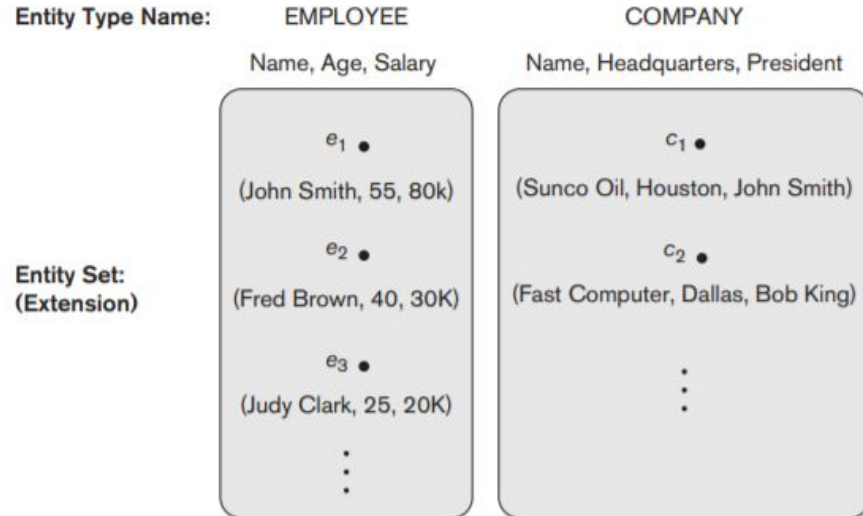 Entity Type Name: EMPLOYEE COMPANY
Name, Age, Salary Name, Headquarters, President
e1 c1
(John Smith, 55, 80k) (Sunco Oil, Houston, John Smith)
e2 c2
Entity Set:
(Extension)
(Fred Brown, 40, 30K) (Fast Computer, Dallas, Bob King)
e3
(Judy Clark, 25, 20K)